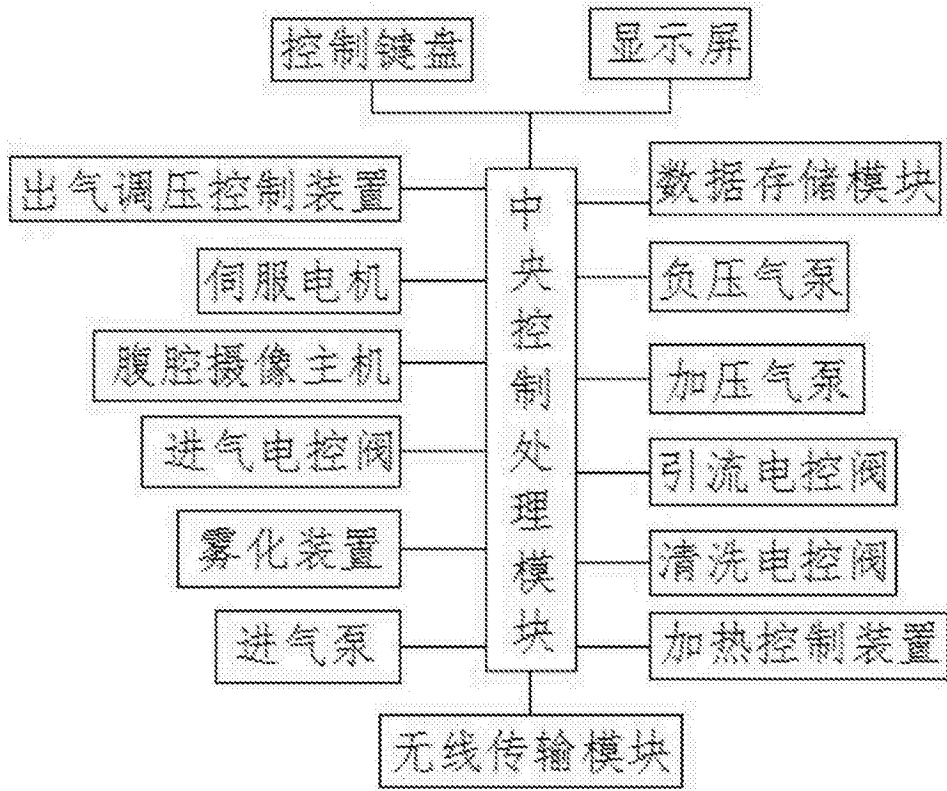 控制键盘
显示屏
出气调压控制装置
伺服电机
腹腔摄像主机
进气电控阀
雾化装置
进气泵
中央控制处理模块
数据存储模块
负压气泵
加压气泵
引流电控阀
清洗电控阀
加热控制装置
无线传输模块